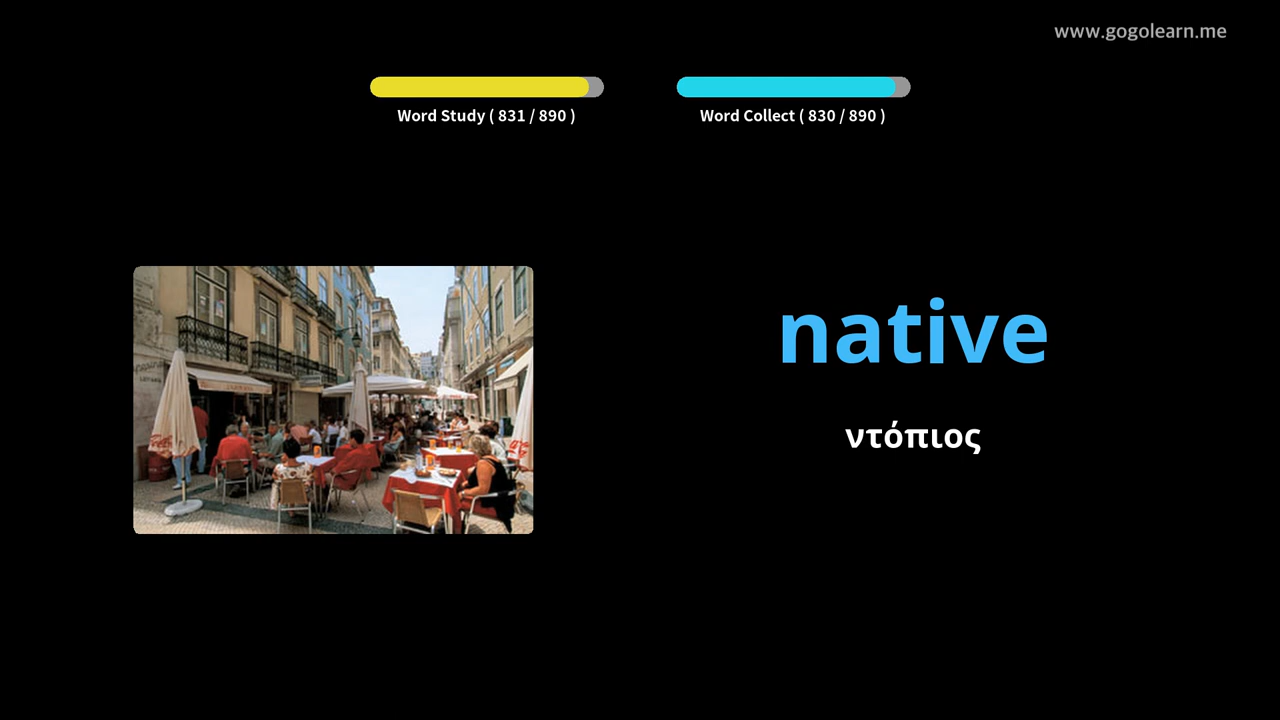 www.gogolearn.me
Word Study ( 831 / 890 )
Word Collect ( 830 / 890 )
native
ντόπιος